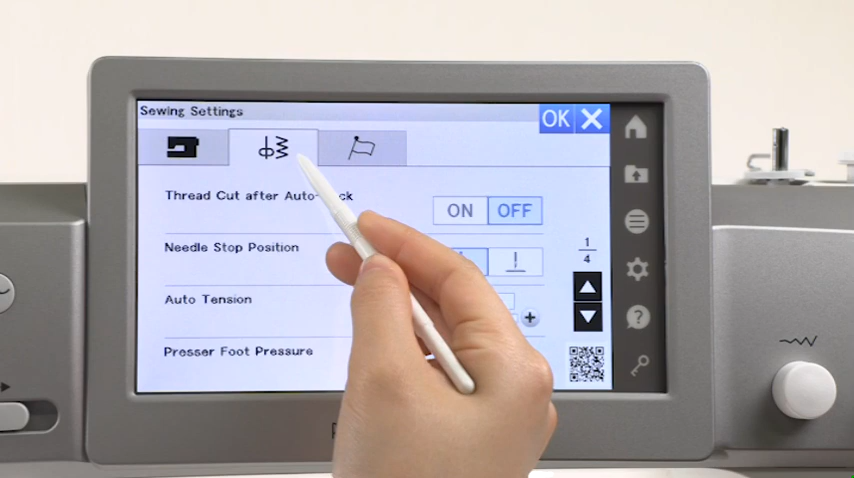 Sewing Settings
OK
Thread Cut after Auto
ON OFF
Needle Stop Position
1
4
Auto Tension
Presser Foot Pressure